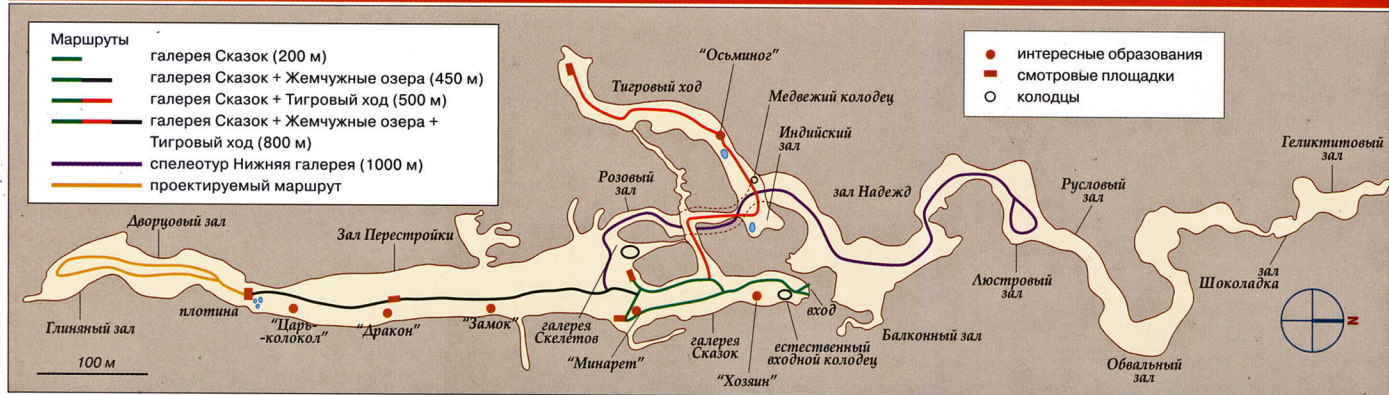 Маршруты
галерея Сказок (200 м)
галерея Сказок + Жемчужные озера (450 м)
галерея Сказок + Тигровый ход (500 м)
галерея Сказок + Жемчужные озера +
Тигровый ход (800 м)
спелеотур Нижняя галерея (1000 м)
проектируемый маршрут
интересные образования
смотровые площадки
колодцы
"Осьминог"
Тигровый ход
Медвежий колодец
Индийский
зал
Розовый
зал
зал Надежд
Русловый
зал
Геликтитовый
зал
Дворцовый зал
Зал Перестройки
Глиняный зал
плотина
"Царь-
-колокол"
"Дракон"
"Замок"
галерея
Скелетов
"Минарет"
галерея
Сказок
"Хозяин"
естественный
входной колодец
вход
Балконный зал
Люстровый
зал
Обвальный
зал
зал
Шоколадка
N
100 м